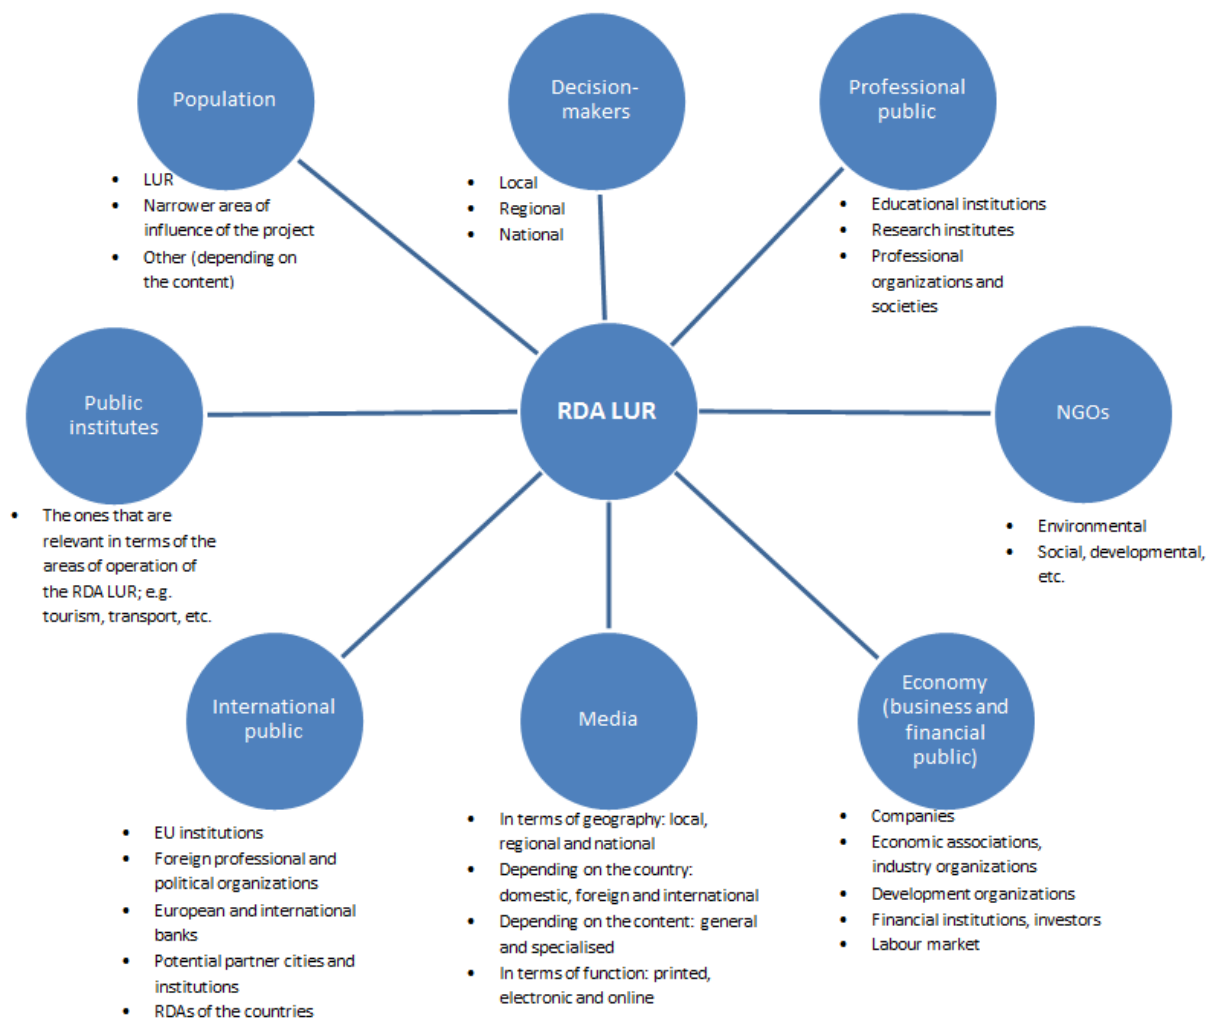 Population
• LUR
• Narrower area of
influence of the project
• Other (depending on
the content)
Decision-
makers
• Local
• Regional
• National
Professional
public
• Educational institutions
• Research institutes
• Professional
organizations and
societies
Public
institutes
• The ones that are
relevant in terms of the
areas of operation of
the RDA LUR; e.g.
tourism, transport, etc.
RDA LUR
NGOs
• Environmental
• Social, developmental,
etc.
International
public
• EU institutions
• Foreign professional and
political organizations
• European and international
banks
• Potential partner cities and
institutions
• RDAs of the countries
Media
• In terms of geography: local,
regional and national
• Depending on the country:
domestic, foreign and international
• Depending on the content: general
and specialised
• In terms of function: printed,
electronic and online
Economy
(business and
financial
public)
• Companies
• Economic associations,
industry organizations
• Development organizations
• Financial institutions, investors
• Labour market